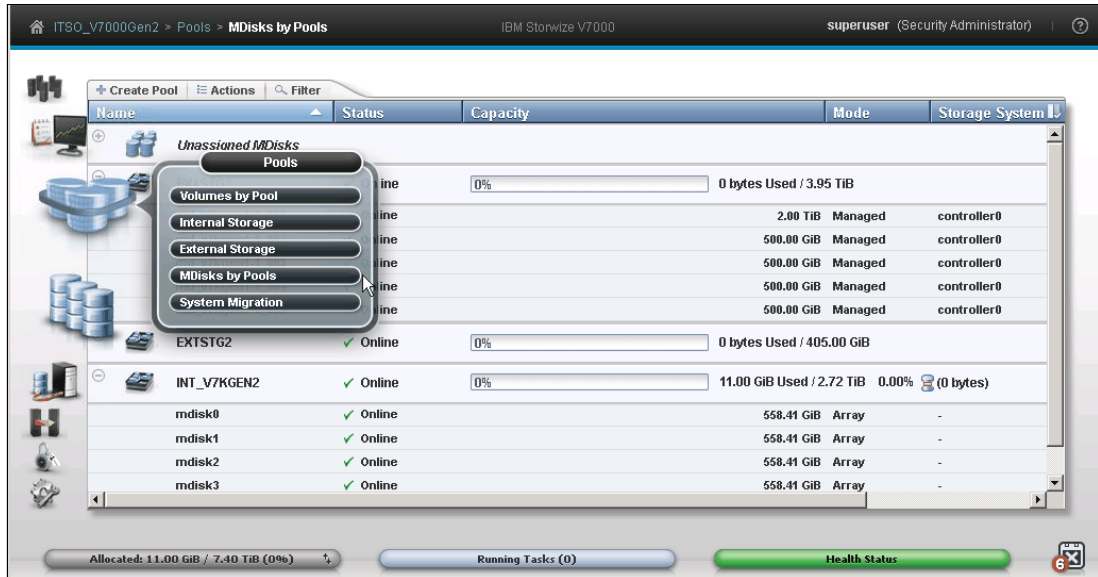 ITSO_V7000Gen2 > Pools > MDisks by Pools IBM Storwize V7000 superuser (Security Administrator)
Create Pool Actions Filter
Name Status Capacity Mode Storage System
Unassigned MDisks
Pools
Volumes by Pool
Internal Storage
External Storage
MDisks by Pools
System Migration
0% 0 bytes Used / 3.95 TiB
2.00 TiB Managed controller0
500.00 GiB Managed controller0
500.00 GiB Managed controller0
500.00 GiB Managed controller0
500.00 GiB Managed controller0
EXTSTG2 Online 0% 0 bytes Used / 405.00 GiB
INT_V7KGEN2 Online 0% 11.00 GiB Used / 2.72 TiB 0.00% (0 bytes)
mdisk0 Online 558.41 GiB Array -
mdisk1 Online 558.41 GiB Array -
mdisk2 Online 558.41 GiB Array -
mdisk3 Online 558.41 GiB Array -
Allocated: 11.00 GiB / 7.40 TiB (0%) Running Tasks (0) Health Status 6